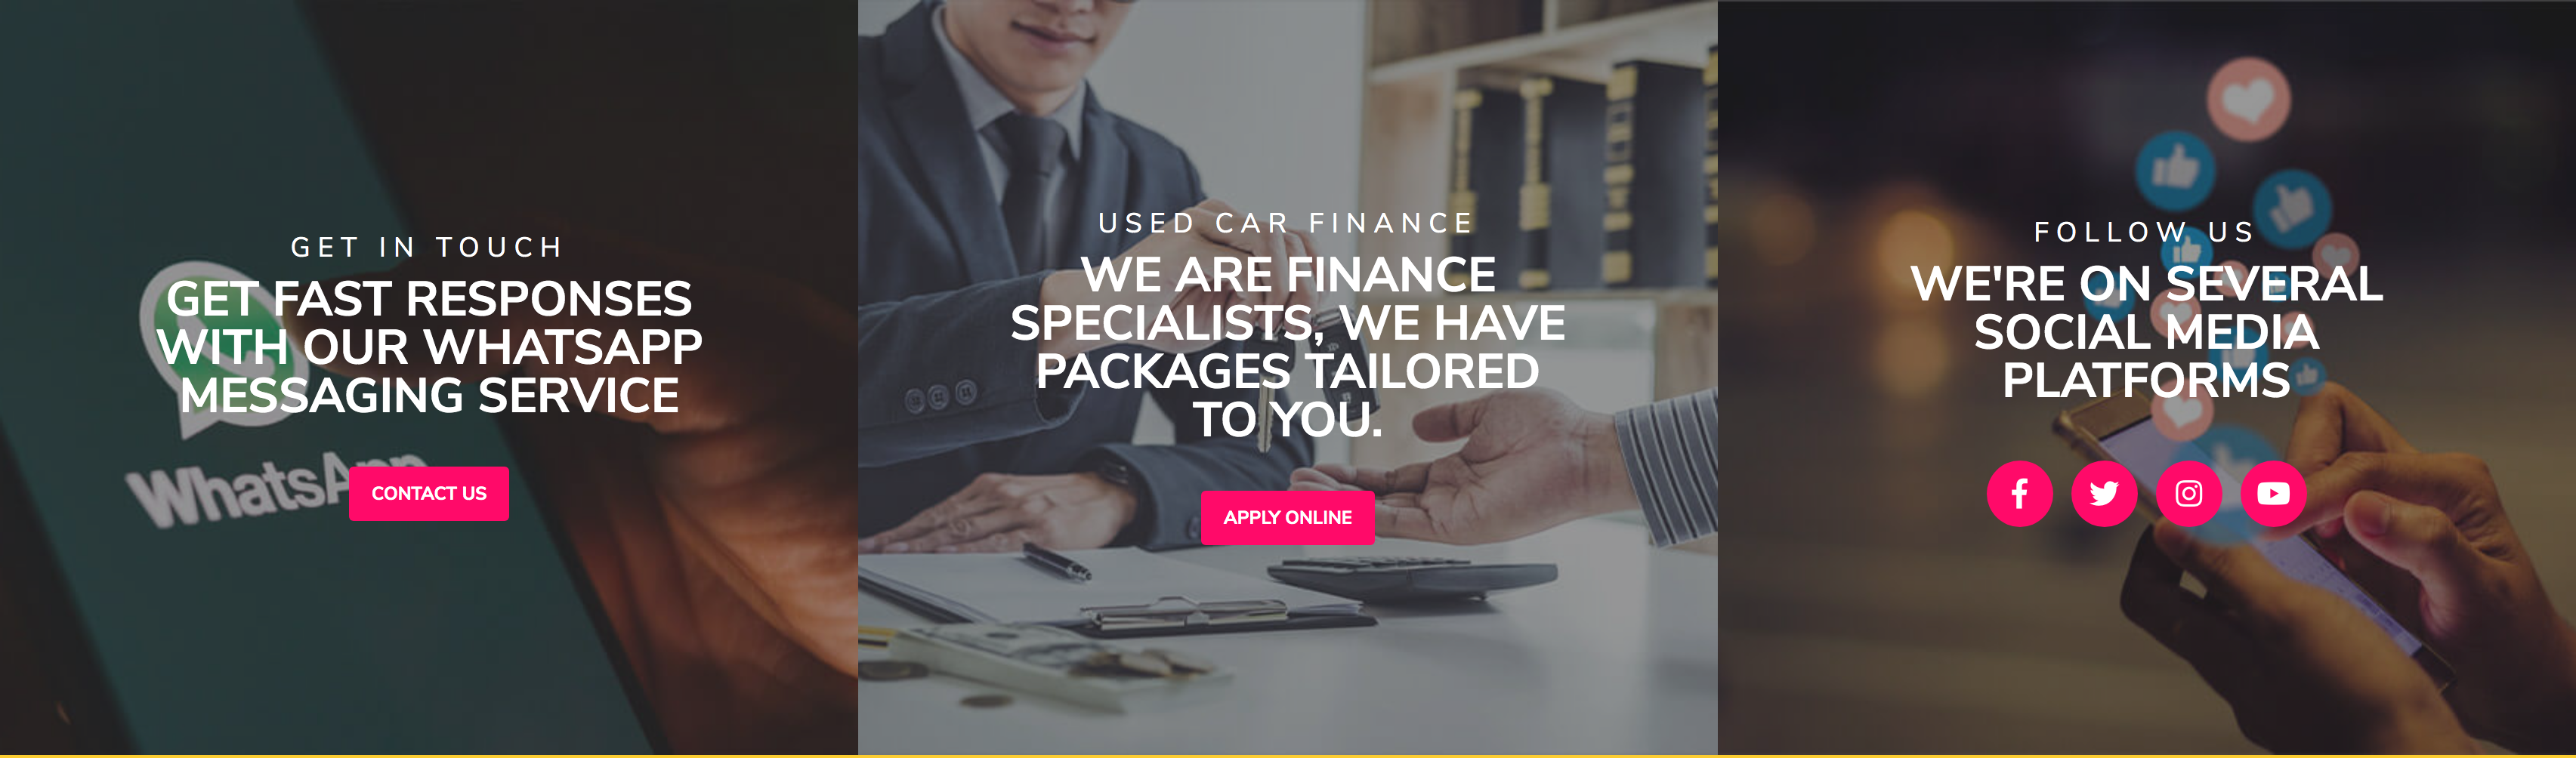 GET IN TOUCH
GET FAST RESPONSES
WITH OUR WHATSAPP
MESSAGING SERVICE
WhatsApp
CONTACT US
USED CAR FINANCE
WE ARE FINANCE
SPECIALISTS, WE HAVE
PACKAGES TAILORED
TO YOU.
APPLY ONLINE
FOLLOW US
WE'RE ON SEVERAL
SOCIAL MEDIA
PLATFORMS